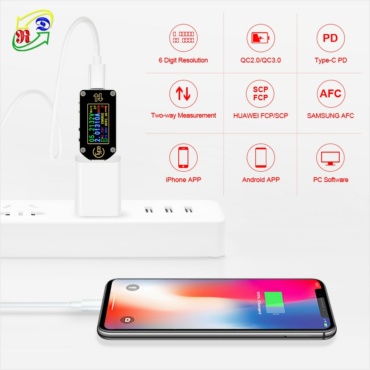 RD
6 Digit Resolution
QC2.0/QC3.0
PD
Type-C PD
Two-way Measurement
SCP
FCP
HUAWEI FCP/SCP
AFC
SAMSUNG AFC
iPhone APP
Android APP
PC Software